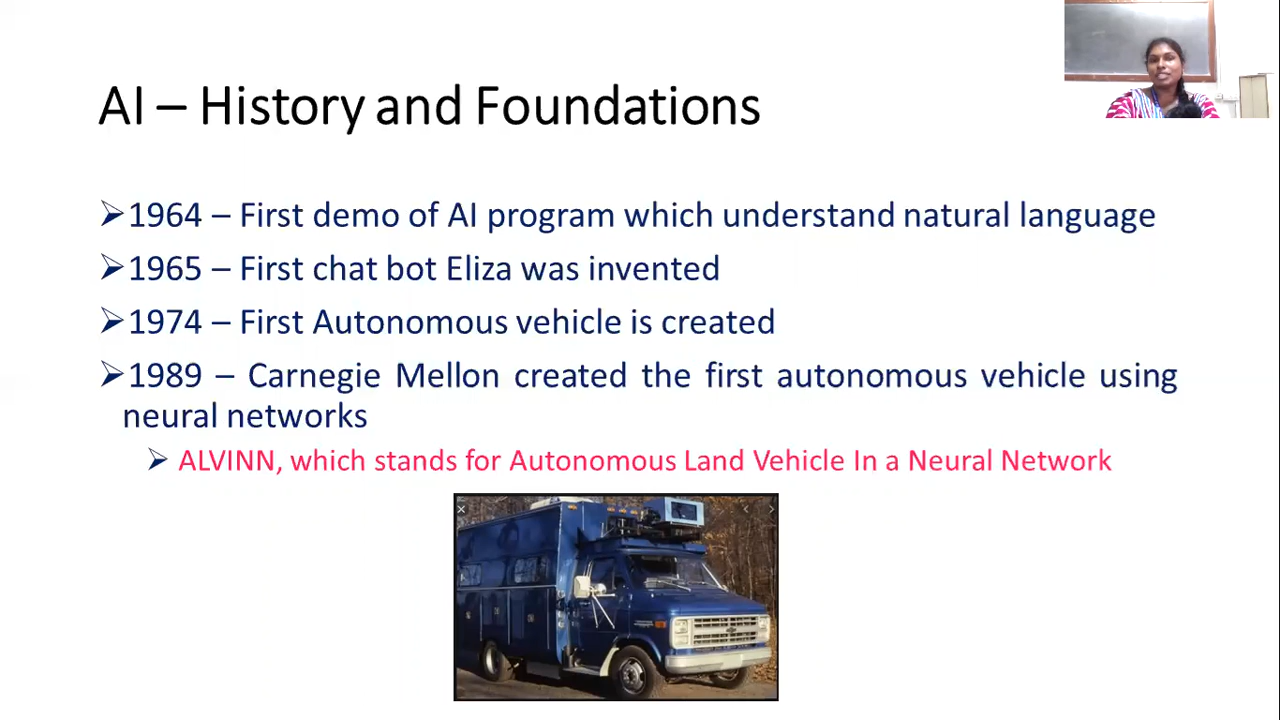 AI – History and Foundations
➢1964 – First demo of AI program which understand natural language
➢1965 – First chat bot Eliza was invented
➢1974 – First Autonomous vehicle is created
➢1989 – Carnegie Mellon created the first autonomous vehicle using
neural networks
➢ ALVINN, which stands for Autonomous Land Vehicle In a Neural Network